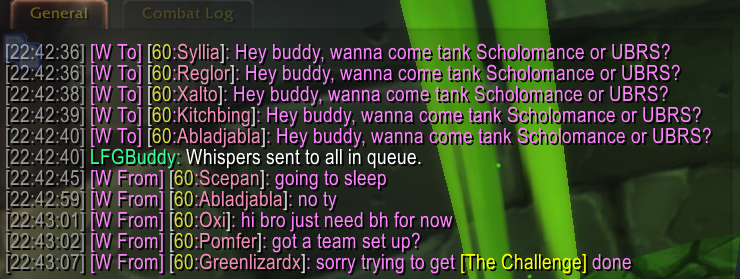 General
Combat Log
[22:42:36] [W To] [60:Syllia]: Hey buddy, wanna come tank Scholomance or UBRS?
[22:42:36] [W To] [60:Reglor]: Hey buddy, wanna come tank Scholomance or UBRS?
[22:42:38] [W To] [60:Xalto]: Hey buddy, wanna come tank Scholomance or UBRS?
[22:42:39] [W To] [60:Kitchbing]: Hey buddy, wanna come tank Scholomance or UBRS?
[22:42:40] [W To] [60:Abladjabla]: Hey buddy, wanna come tank Scholomance or UBRS?
[22:42:40] LFGBuddy: Whispers sent to all in queue.
[22:42:45] [W From] [60:Scepan]: going to sleep
[22:42:59] [W From] [60:Abladjabla]: no ty
[22:43:01] [W From] [60:Oxi]: hi bro just need bh for now
[22:43:02] [W From] [60:Pomfer]: got a team set up?
[22:43:07] [W From] [60:Greenlizardx]: sorry trying to get [The Challenge] done